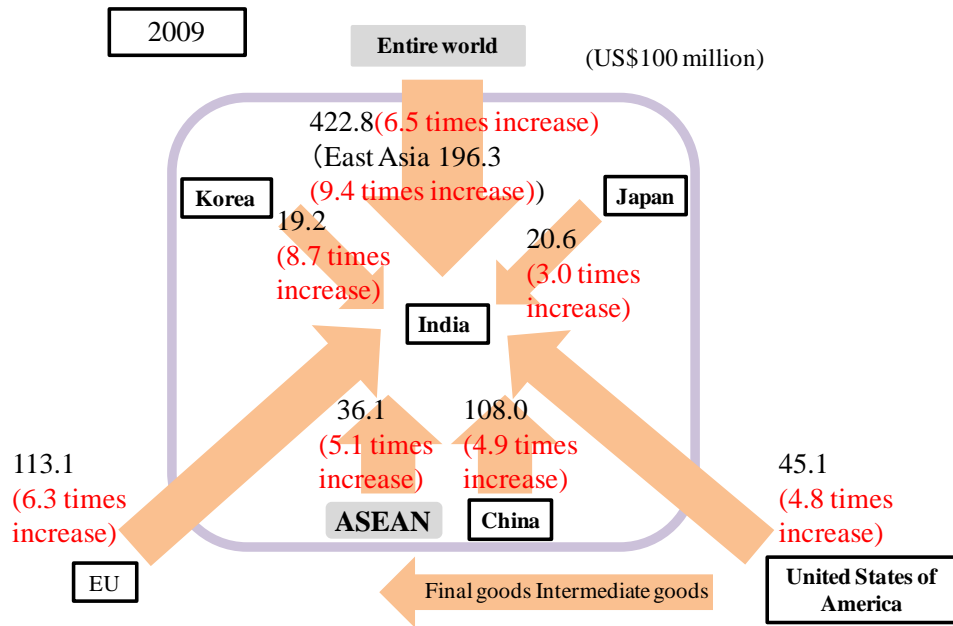 2009
Entire world
(US$100 million)
422.8(6.5 times increase)
(East Asia 196.3
(9.4 times increase))
Korea
Japan
19.2
(8.7 times
increase)
20.6
(3.0 times
increase)
India
36.1
(5.1 times
increase)
108.0
(4.9 times
increase)
113.1
(6.3 times
increase)
45.1
(4.8 times
increase)
ASEAN
China
EU
Final goods Intermediate goods
United States of
America